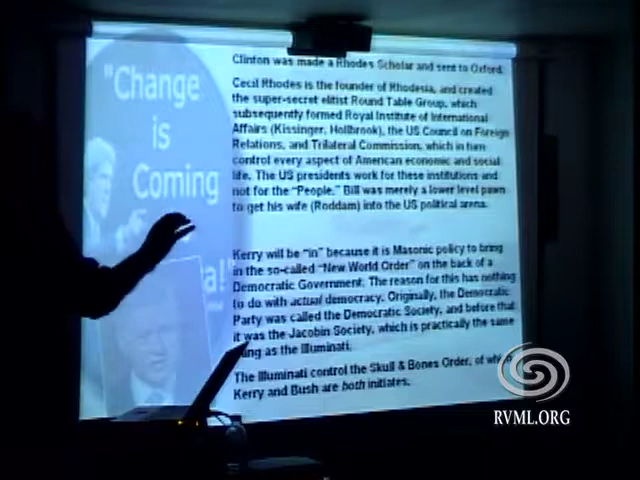 "Change
is
Coming
a!"
Clinton was made a Rhodes Scholar and sent to Oxford.
Cecil Rhodes is the founder of Rhodesia, and created
the super-secret elitist Round Table Group, which
subsequently formed Royal Institute of International
Affairs (Kissinger, Hollbrook), the US Council on Foreign
Relations, and Trilateral Commission, which in turn
control every aspect of American economic and social
life. The US presidents work for these institutions and
not for the "People." Bill was merely a lower level pawn
to get his wife (Roddam) into the US political arena.
Kerry will be "in" because it is Masonic policy to bring
in the so-called "New World Order" on the back of a
Democratic Government. The reason for this has nothing
to do with actual democracy. Originally, the Democratic
Party was called the Democratic Society, and before that
it was the Jacobin Society, which is practically the same
as the Illuminati.
The Illuminati control the Skull & Bones Order, of
Kerry and Bush are both initiates.
RVML.ORG